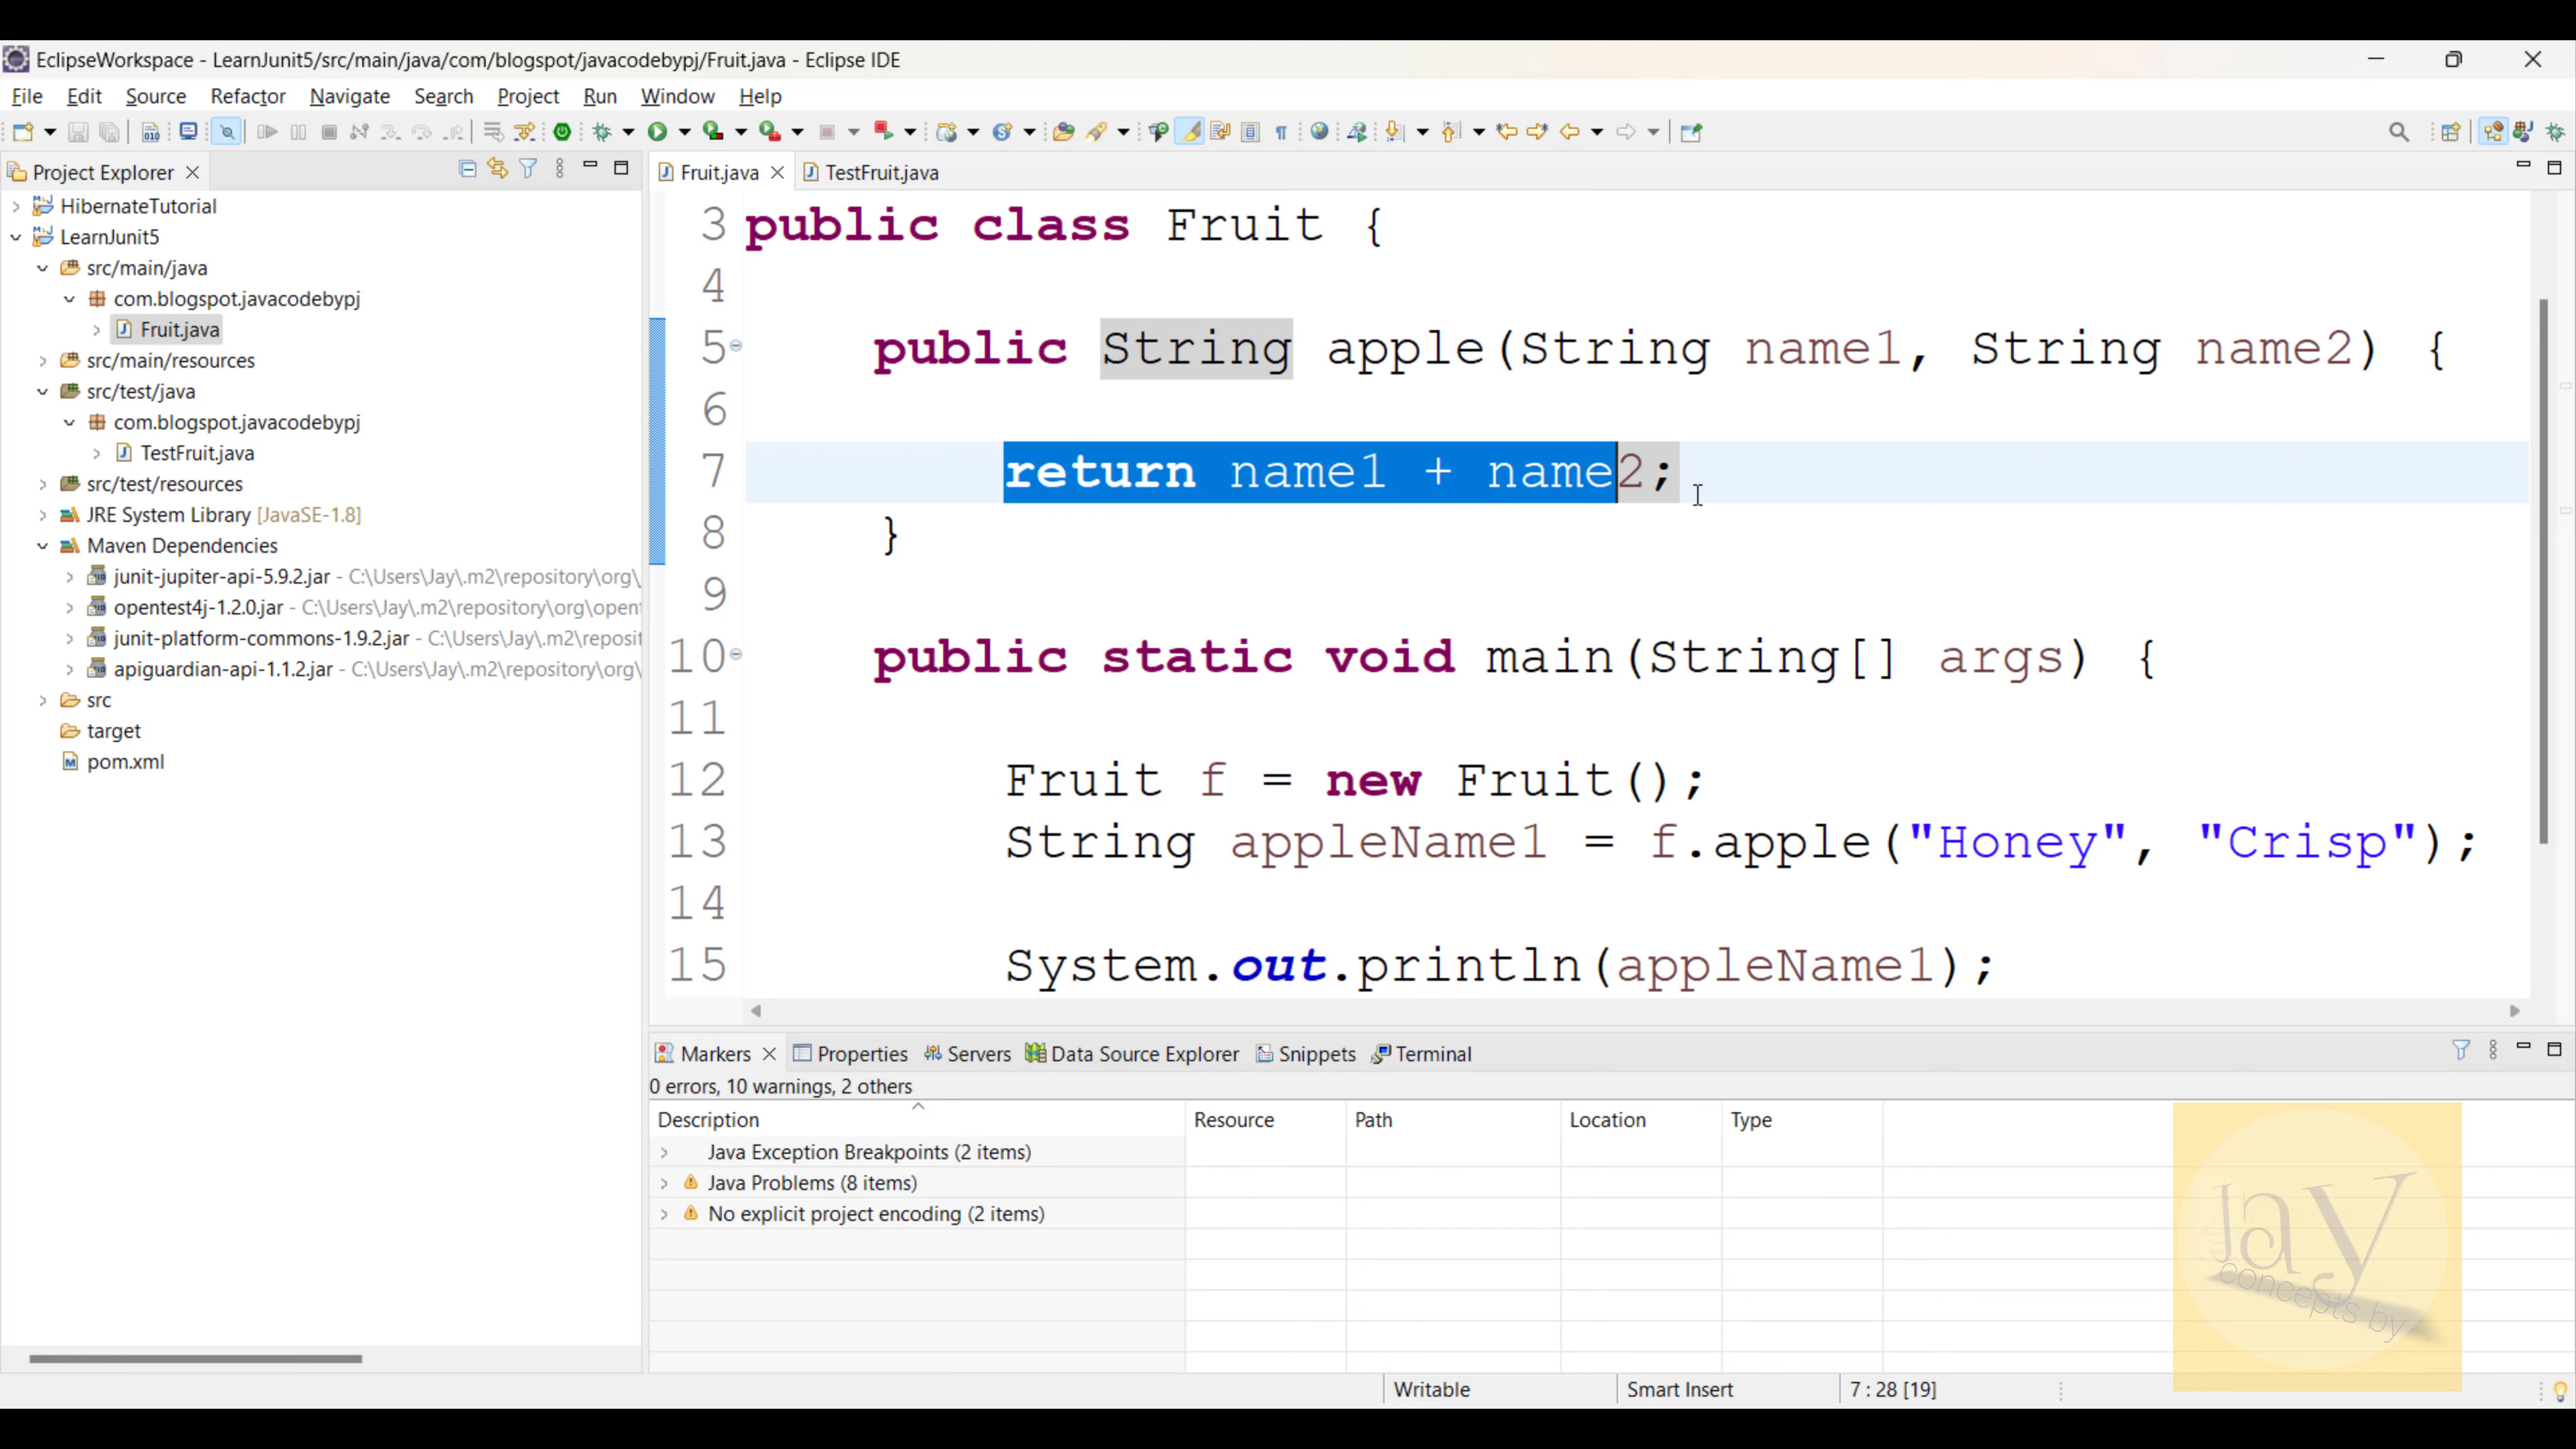 EclipseWorkspace - LearnJunit5/src/main/java/com/blogspot/javacodebypj/Fruit.java - Eclipse IDE
File Edit Source Refactor Navigate Search Project Run Window Help
Project Explorer
HibernateTutorial
LearnJunit5
src/main/java
com.blogspot.javacodebypj
Fruit.java
src/main/resources
src/test/java
com.blogspot.javacodebypj
TestFruit.java
src/test/resources
JRE System Library [JavaSE-1.8]
Maven Dependencies
junit-jupiter-api-5.9.2.jar - C:\Users\Jay\.m2\repository\org\
opentest4j-1.2.0.jar - C:\Users\Jay\.m2\repository\org\opent
junit-platform-commons-1.9.2.jar - C:\Users\Jay\.m2\reposit
apiguardian-api-1.1.2.jar - C:\Users\Jay\.m2\repository\org\
src
target
pom.xml
Fruit.java TestFruit.java
3 public class Fruit {
4
5 public String apple(String name1, String name2) {
6
7 return name1 + name2;
8 }
9
10 public static void main(String[] args) {
11
12 Fruit f = new Fruit();
13 String appleName1 = f.apple("Honey", "Crisp");
14
15 System.out.println(appleName1);
Markers Properties Servers Data Source Explorer Snippets Terminal
0 errors, 10 warnings, 2 others
Description Resource Path Location Type
Java Exception Breakpoints (2 items)
Java Problems (8 items)
No explicit project encoding (2 items)
Jay
concepts by
Writable Smart Insert 7 : 28 [19]